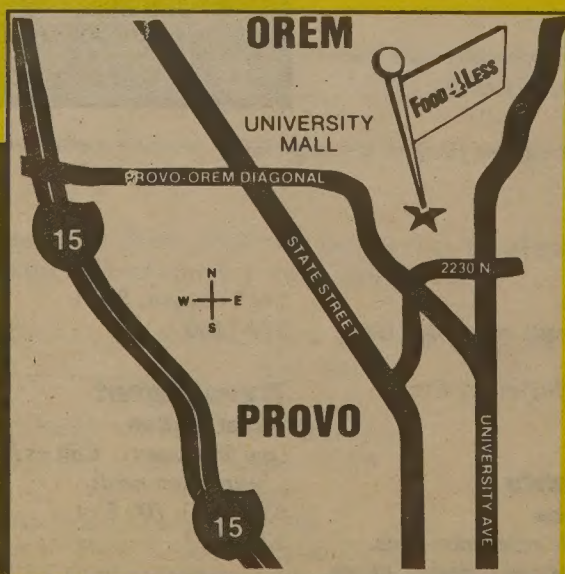 OREM
FOOD 4 LESS
UNIVERSITY
MALL
PROVO-OREM DIAGONAL
15
STATE STREET
2230 N.
N
W E
S
PROVO
UNIVERSITY AVE
15